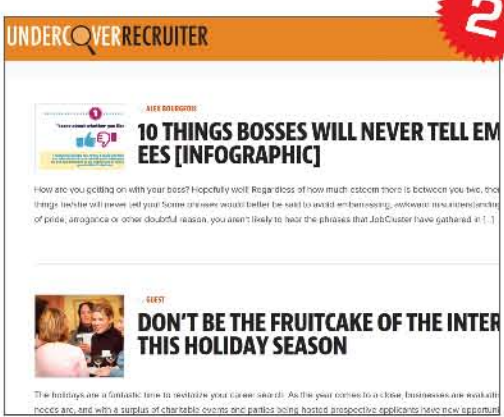 2
UNDERCOVERRECRUITER
ALEX BOURGEOIS
10 THINGS BOSSES WILL NEVER TELL EM
EES [INFOGRAPHIC]
How are you getting on with your boss? Hopefully well! Regardless of how much esteem there is between you two,
things he/she will never tell you! Some phrases would better be said to avoid embarrassing, awkward misunderstanding
of pride, arrogance or other doubtful reason, you aren't likely to hear the phrases that JobCluster have gathered in [...]
GUEST
DON'T BE THE FRUITCAKE OF THE INTER
THIS HOLIDAY SEASON
The holidays are a fantastic time to revitalize your career search. As the year comes to a close, businesses are evaluati
needs are, and with a surplus of charitable events and parties being hosted prospective applicants have new opportun